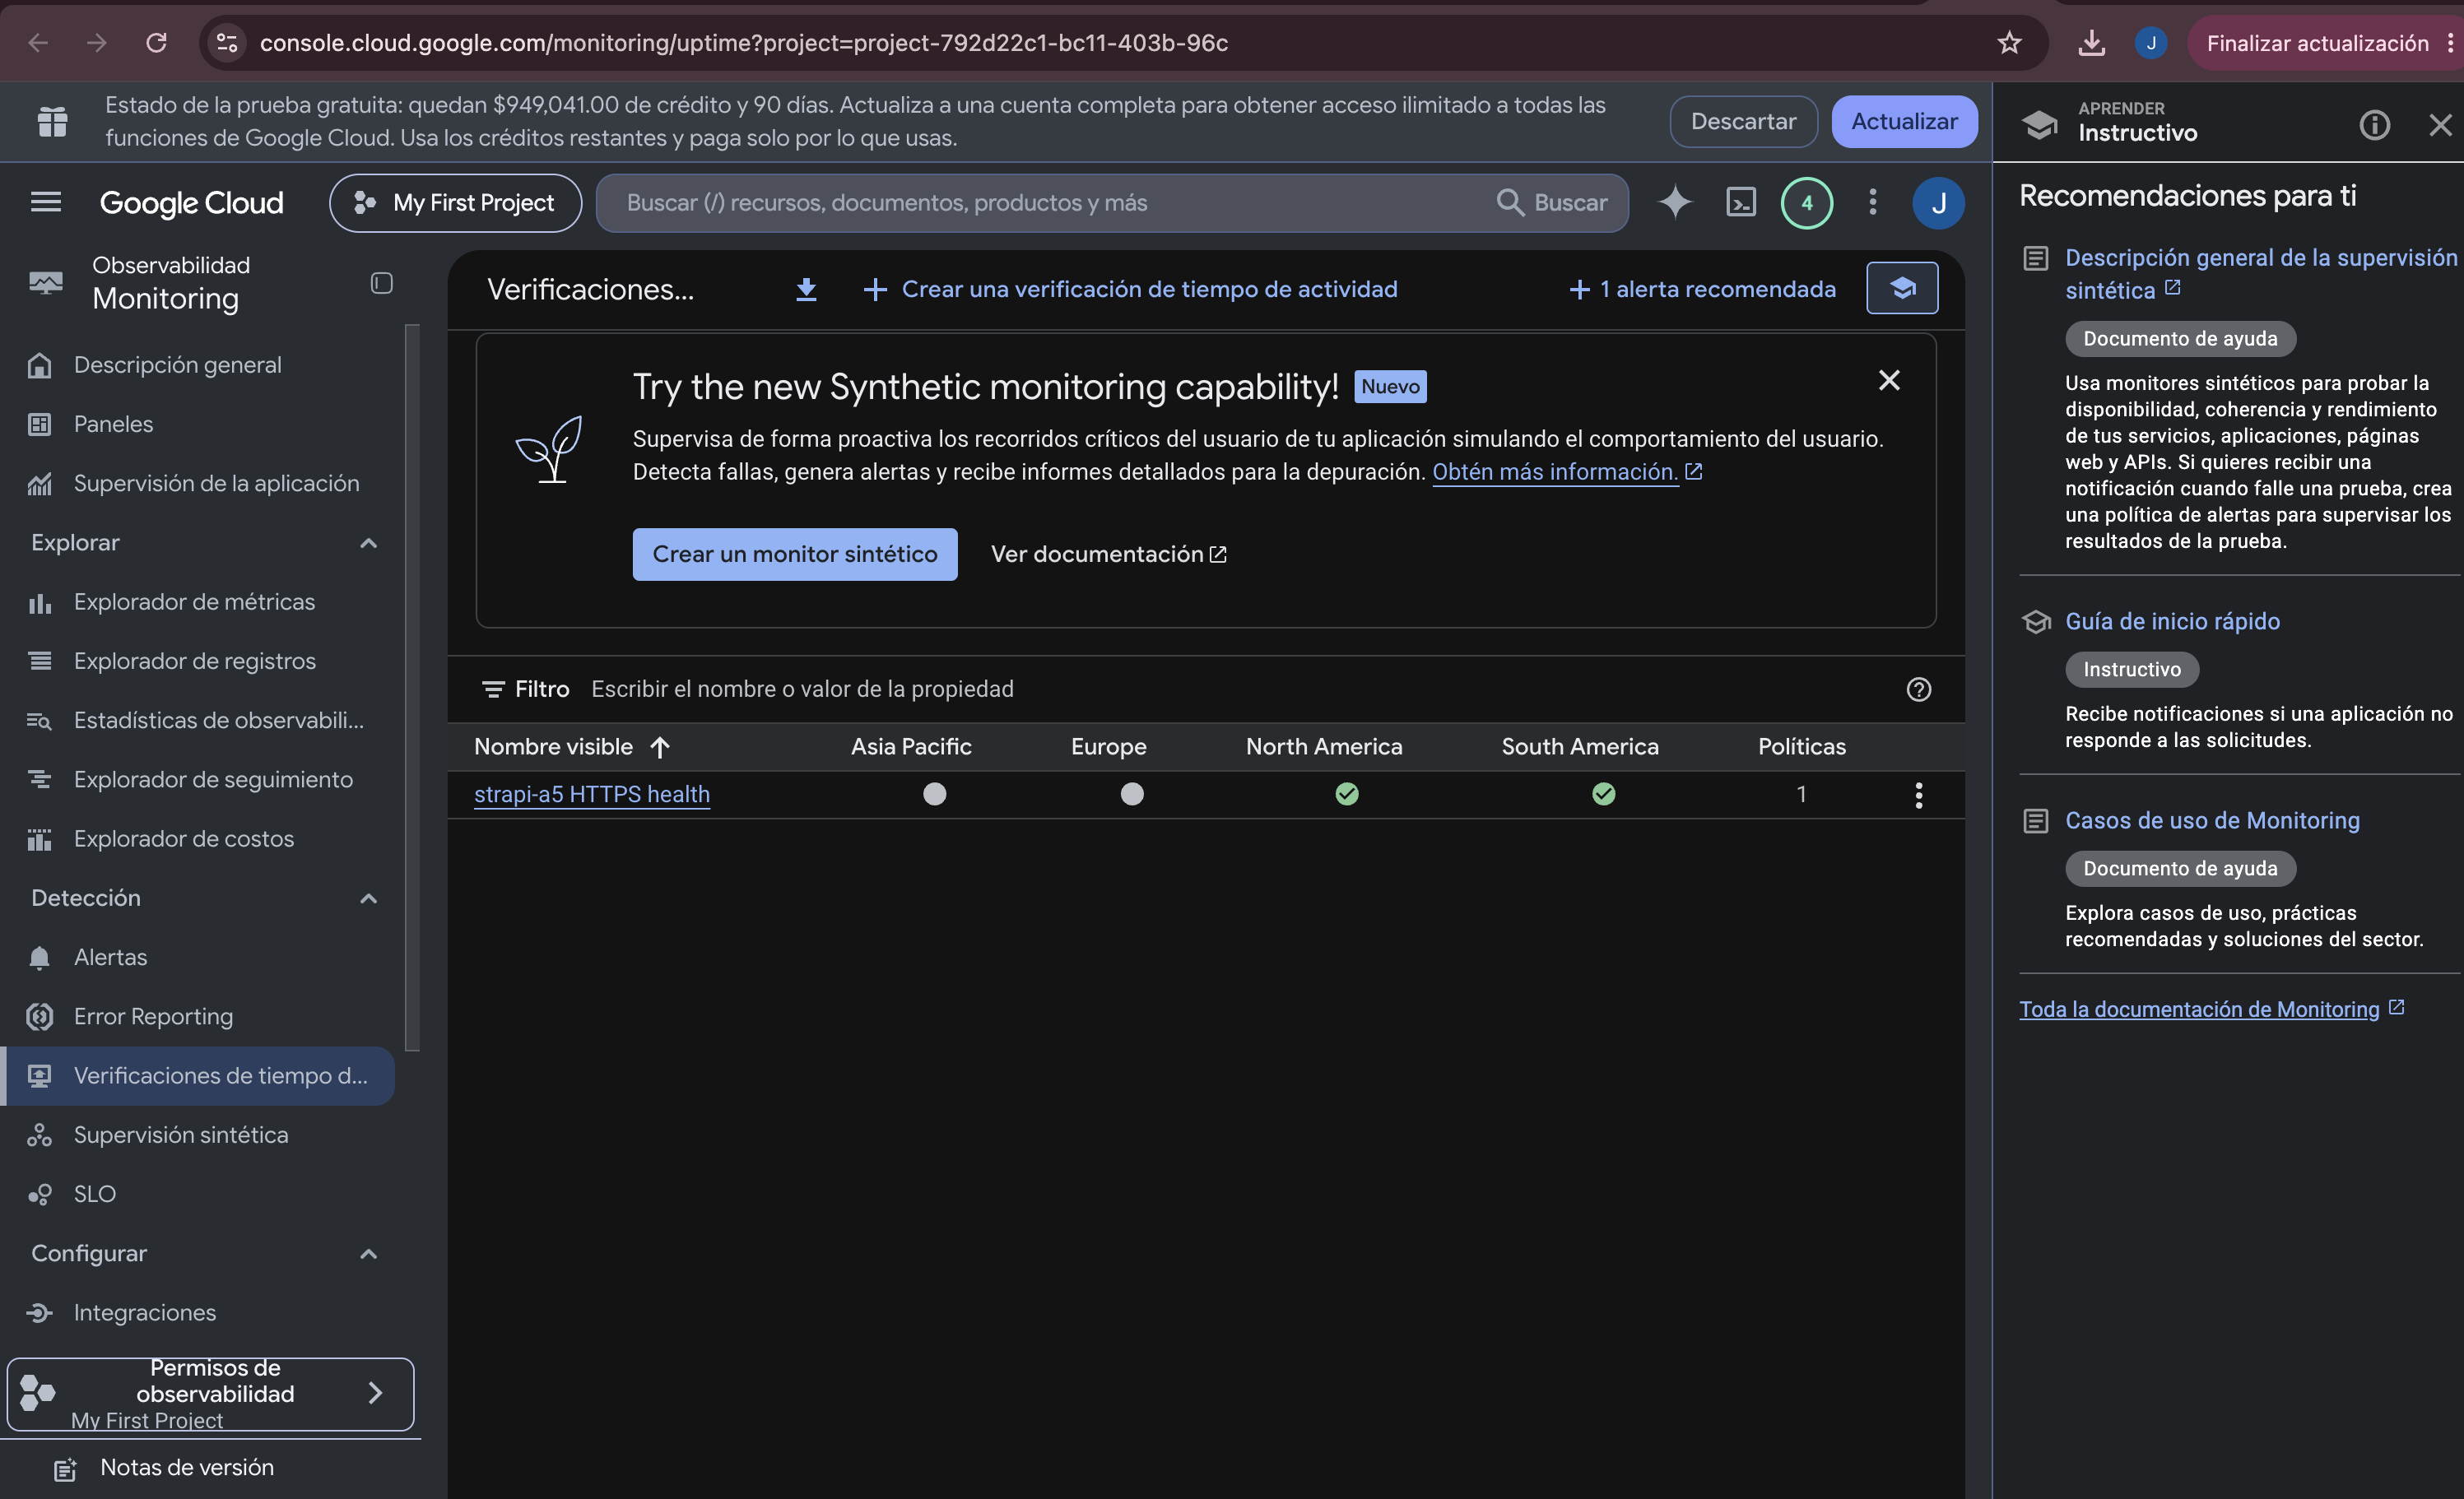 console.cloud.google.com/monitoring/uptime?project=project-792d22c1-bc11-403b-96c
J
Finalizar actualización
Estado de la prueba gratuita: quedan $949,041.00 de crédito y 90 días. Actualiza a una cuenta completa para obtener acceso ilimitado a todas las
funciones de Google Cloud. Usa los créditos restantes y paga solo por lo que usas.
Descartar
Actualizar
Google Cloud
My First Project
Buscar (/) recursos, documentos, productos y más
Buscar
4
J
Observabilidad
Monitoring
Descripción general
Paneles
Supervisión de la aplicación
Explorar
Explorador de métricas
Explorador de registros
Estadísticas de observabili...
Explorador de seguimiento
Explorador de costos
Detección
Alertas
Error Reporting
Verificaciones de tiempo d...
Supervisión sintética
SLO
Configurar
Integraciones
Permisos de
observabilidad
My First Project
Notas de versión
Verificaciones...
Crear una verificación de tiempo de actividad
1 alerta recomendada
Try the new Synthetic monitoring capability!
Nuevo
Supervisa de forma proactiva los recorridos críticos del usuario de tu aplicación simulando el comportamiento del usuario.
Detecta fallas, genera alertas y recibe informes detallados para la depuración. Obtén más información.
Crear un monitor sintético
Ver documentación
Filtro
Escribir el nombre o valor de la propiedad
Nombre visible
Asia Pacific
Europe
North America
South America
Políticas
strapi-a5 HTTPS health
1
APRENDER
Instructivo
Recomendaciones para ti
Descripción general de la supervisión
sintética
Documento de ayuda
Usa monitores sintéticos para probar la
disponibilidad, coherencia y rendimiento
de tus servicios, aplicaciones, páginas
web y APIs. Si quieres recibir una
notificación cuando falle una prueba, crea
una política de alertas para supervisar los
resultados de la prueba.
Guía de inicio rápido
Instructivo
Recibe notificaciones si una aplicación no
responde a las solicitudes.
Casos de uso de Monitoring
Documento de ayuda
Explora casos de uso, prácticas
recomendadas y soluciones del sector.
Toda la documentación de Monitoring